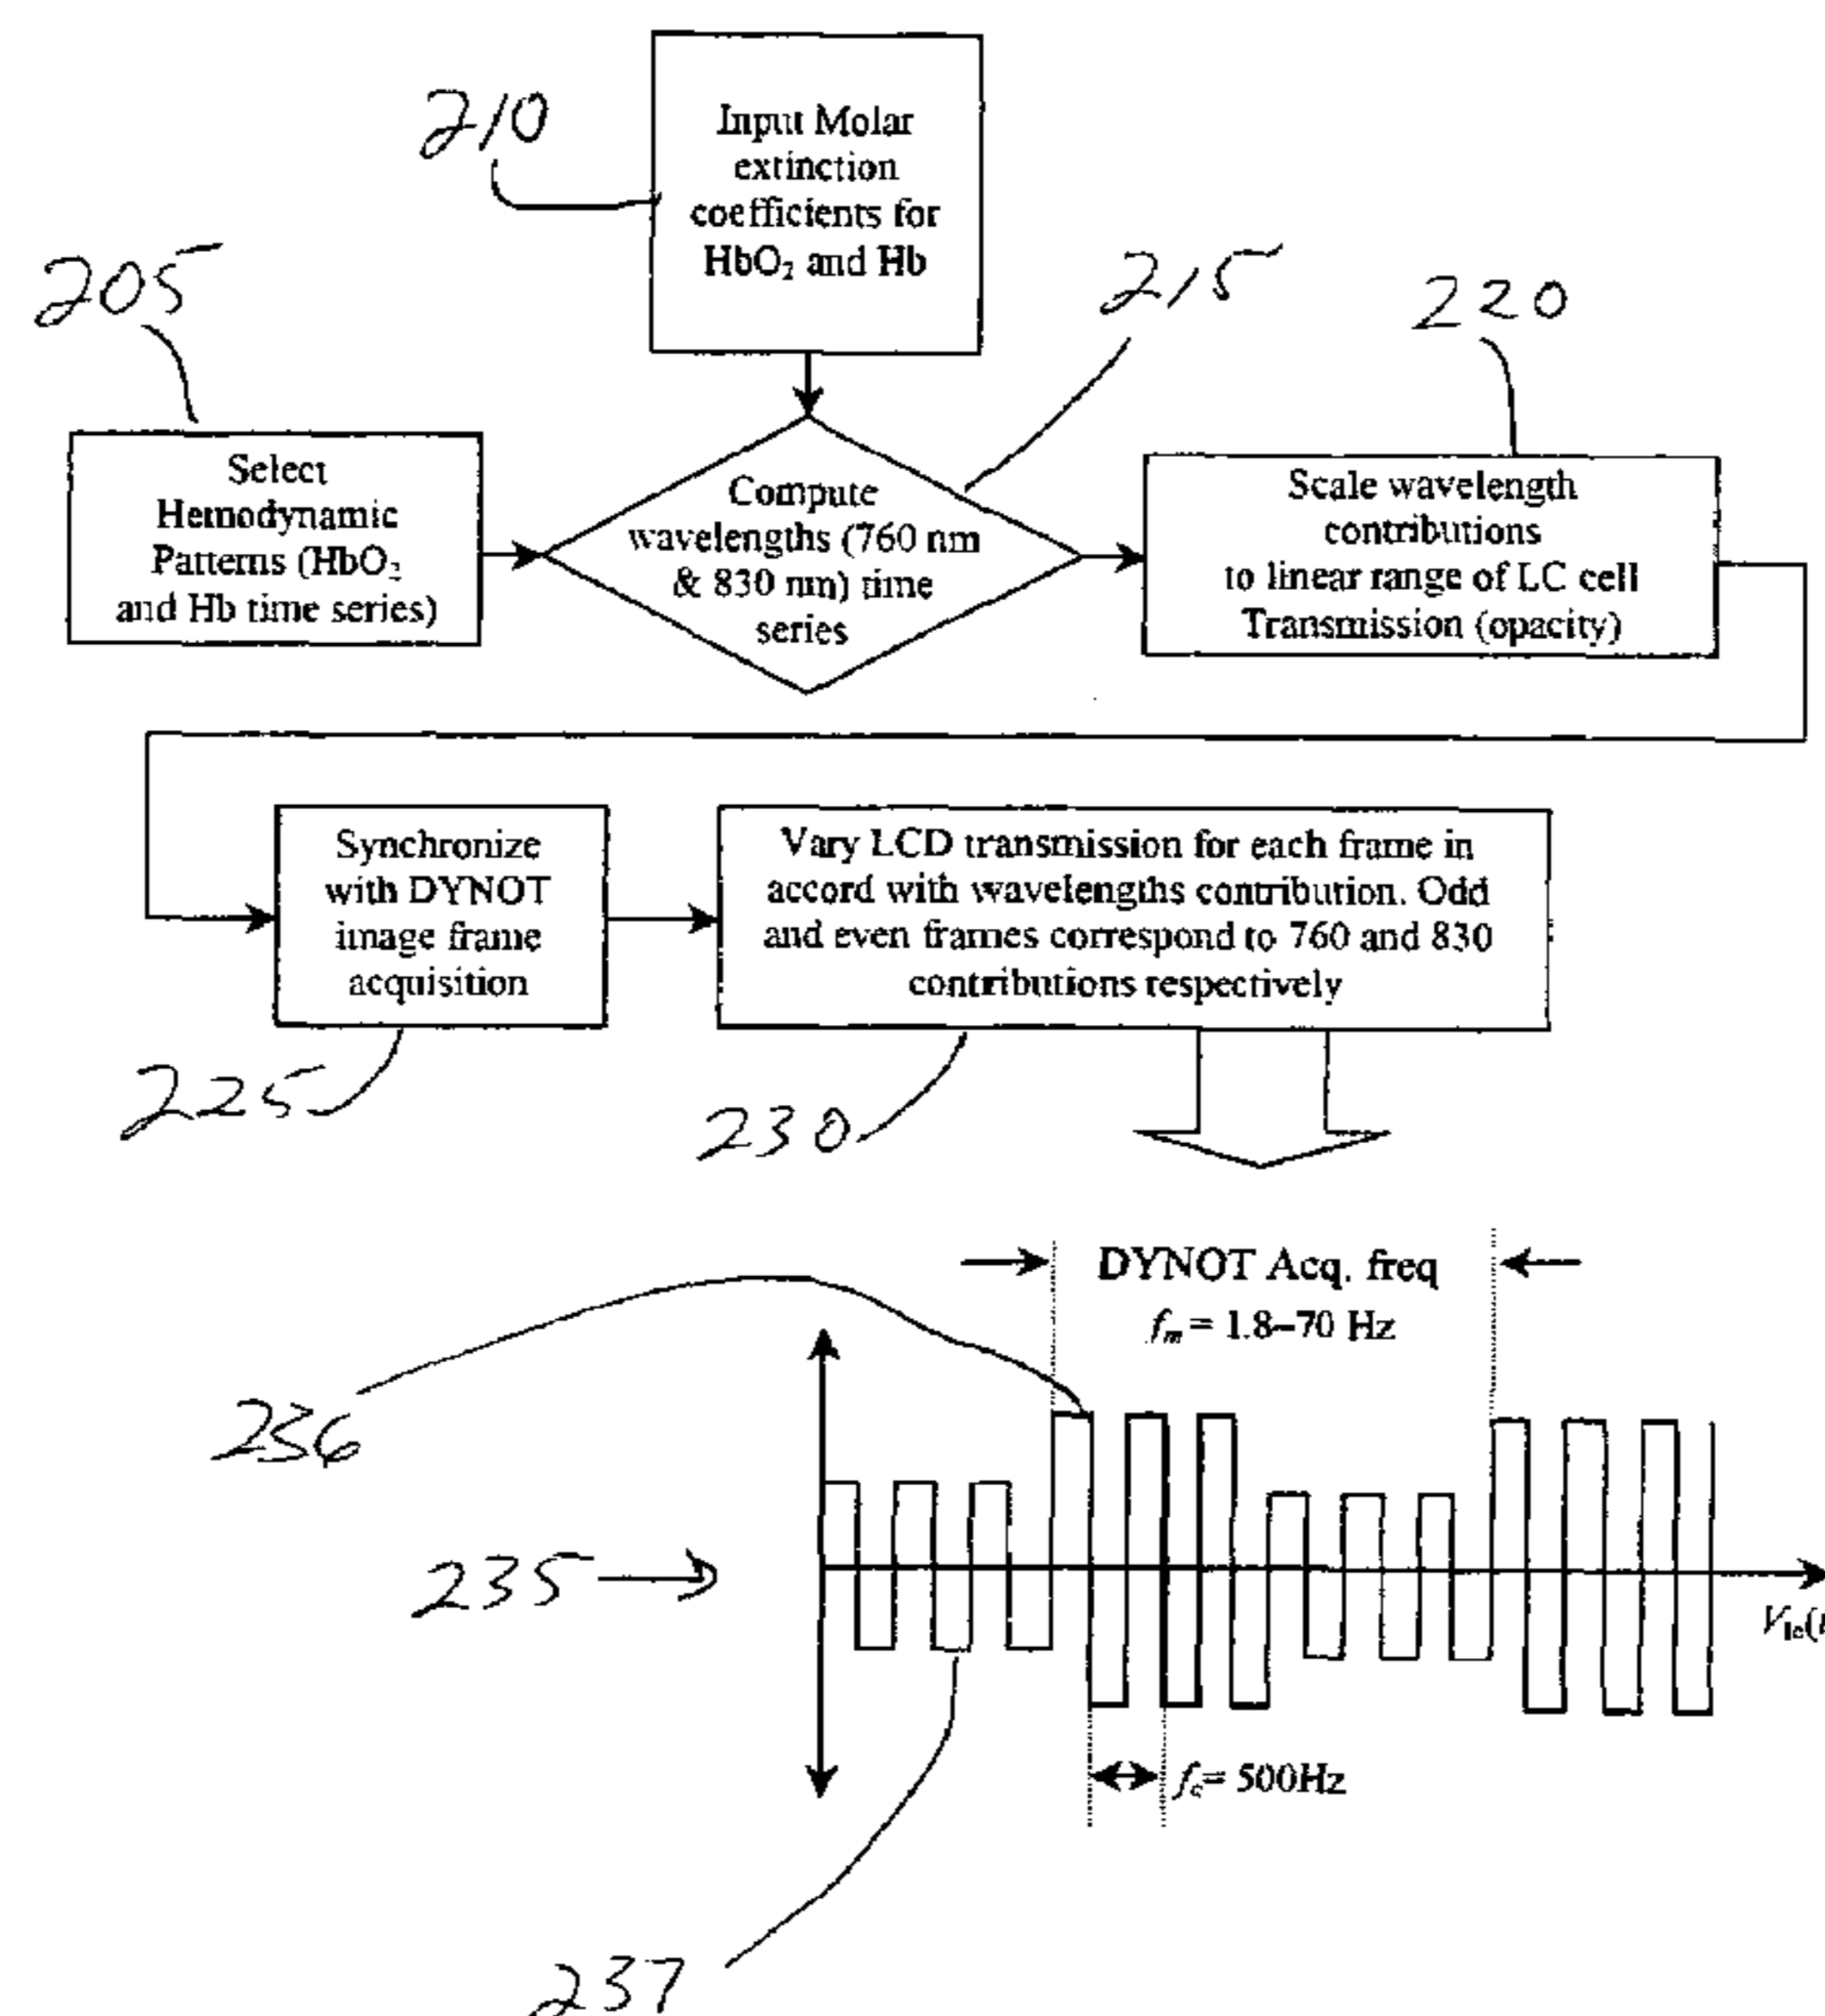 210
Input Molar
extinction
coefficients for
HbO₂ and Hb
205
215
220
Select
Hemodynamic
Patterns (HbO₂
and Hb time series)
Compute
wavelengths (760 nm
& 830 nm) time
series
Scale wavelength
contributions
to linear range of LC cell
Transmission (opacity)
Synchronize
with DYNOT
image frame
acquisition
Vary LCD transmission for each frame in
accord with wavelengths contribution. Odd
and even frames correspond to 760 and 830
contributions respectively
225
230
DYNOT Acq. freq
fm = 1.8–70 Hz
236
235
Vlc(
fc= 500Hz
237